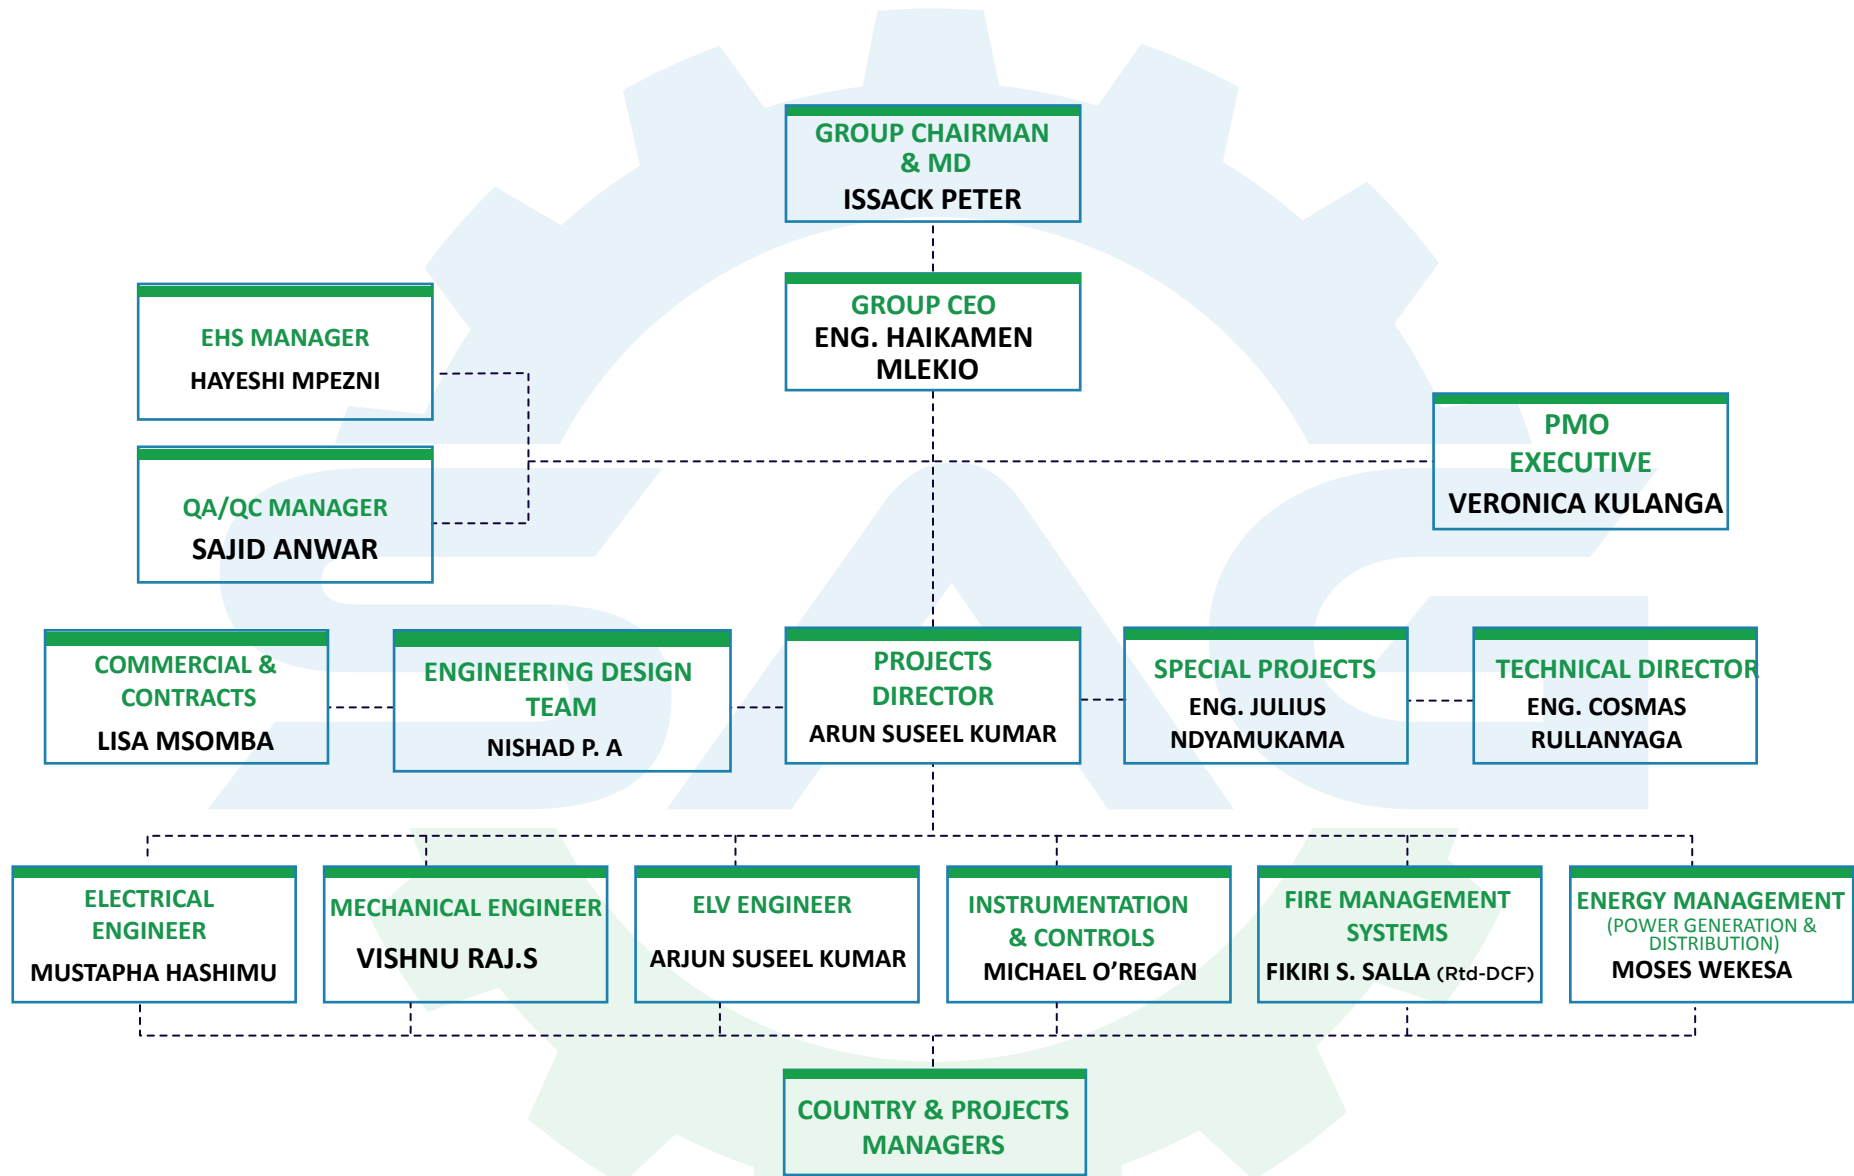 GROUP CHAIRMAN
& MD
ISSACK PETER
GROUP CEO
ENG. HAIKAMEN
MLEKIO
EHS MANAGER
HAYESHI MPEZNI
PMO
EXECUTIVE
VERONICA KULANGA
QA/QC MANAGER
SAJID ANWAR
SAG
COMMERCIAL &
CONTRACTS
LISA MSOMBA
ENGINEERING DESIGN
TEAM
NISHAD P. A
PROJECTS
DIRECTOR
ARUN SUSEEL KUMAR
SPECIAL PROJECTS
ENG. JULIUS
NDYAMUKAMA
TECHNICAL DIRECTOR
ENG. COSMAS
RULLANYAGA
ELECTRICAL
ENGINEER
MUSTAPHA HASHIMU
MECHANICAL ENGINEER
VISHNU RAJ.S
ELV ENGINEER
ARJUN SUSEEL KUMAR
INSTRUMENTATION
& CONTROLS
MICHAEL O’REGAN
FIRE MANAGEMENT
SYSTEMS
FIKIRI S. SALLA (Rtd-DCF)
ENERGY MANAGEMENT
(POWER GENERATION &
DISTRIBUTION)
MOSES WEKESA
COUNTRY & PROJECTS
MANAGERS